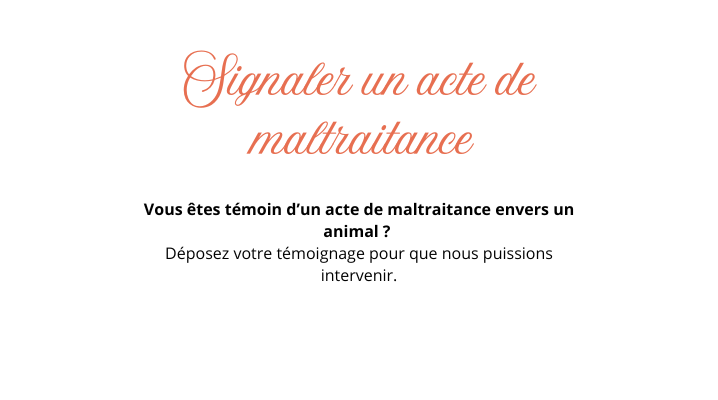 Signaler un acte de
maltraitance
Vous êtes témoin d’un acte de maltraitance envers un
animal ?
Déposez votre témoignage pour que nous puissions
intervenir.